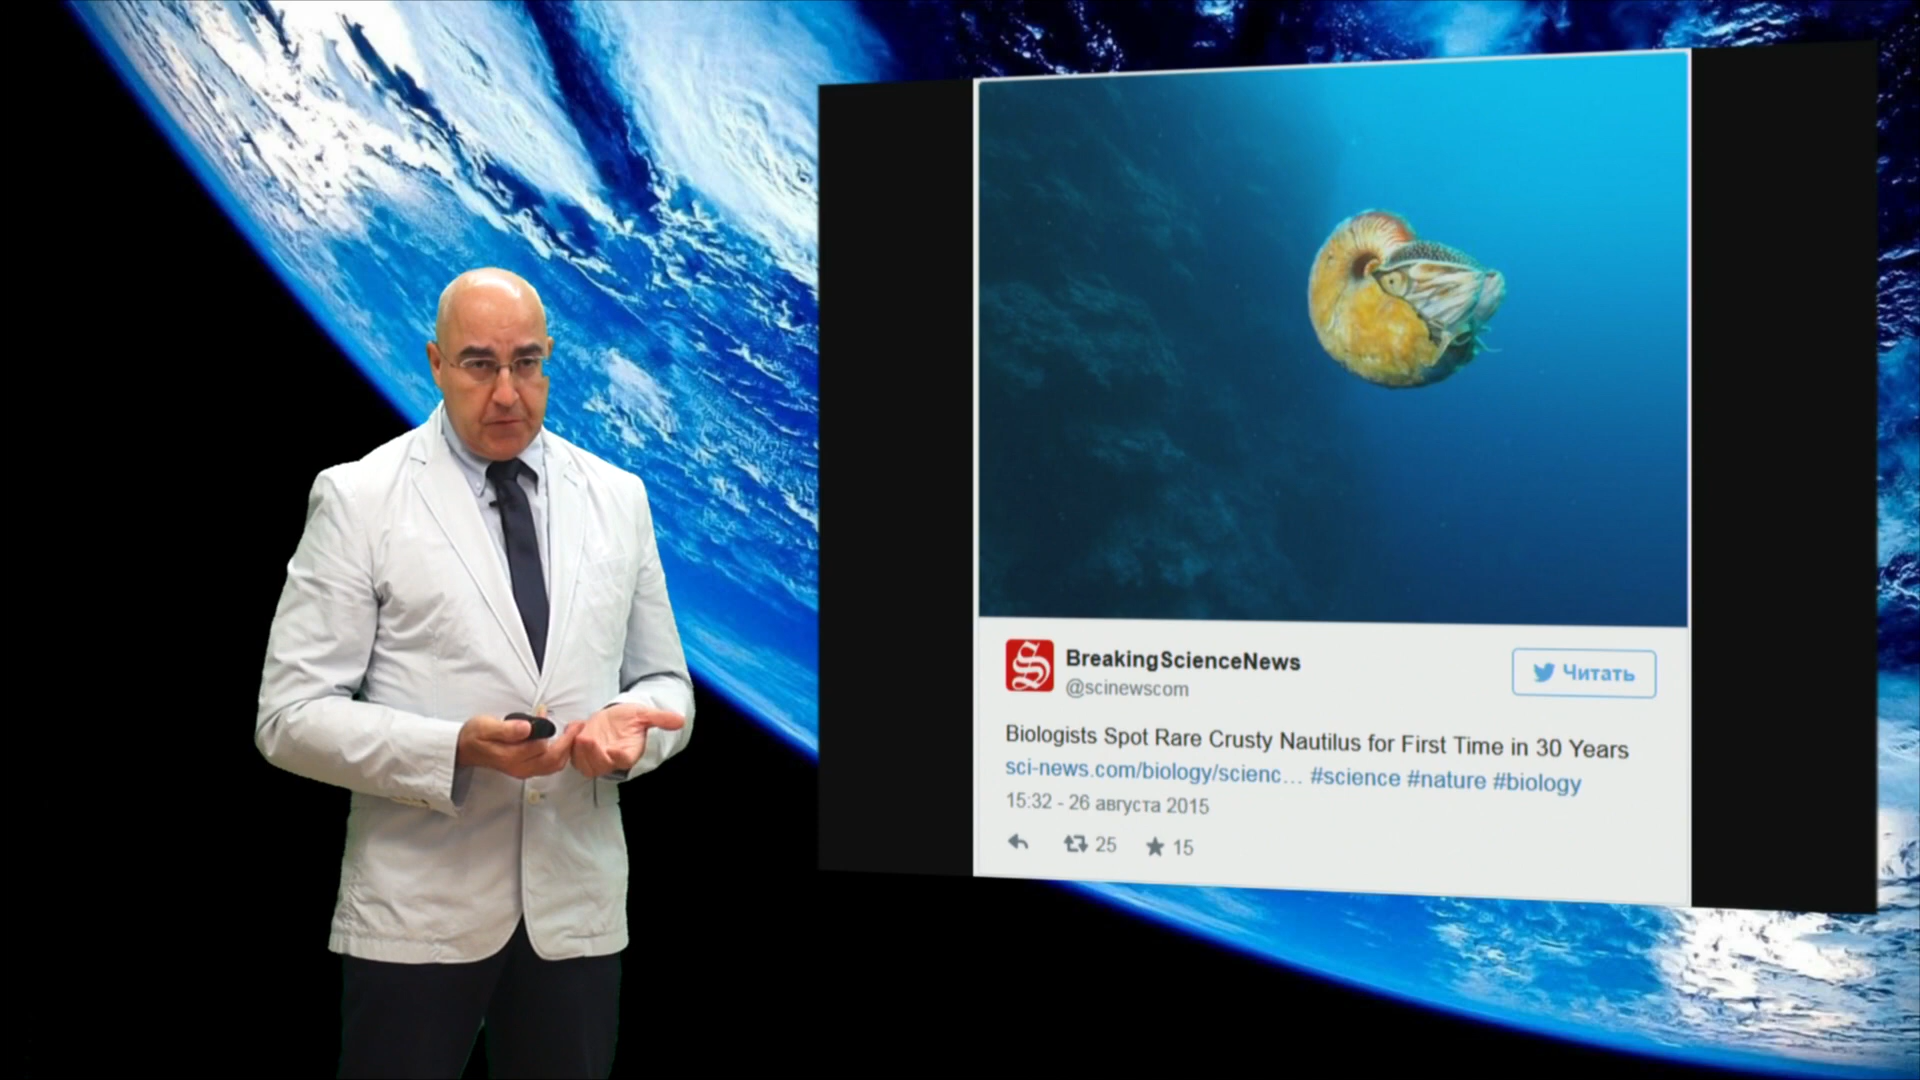 BreakingScienceNews
@scinewscom
Читать
Biologists Spot Rare Crusty Nautilus for First Time in 30 Years
sci-news.com/biology/scienc... #science #nature #biology
15:32 - 26 августа 2015
25 15